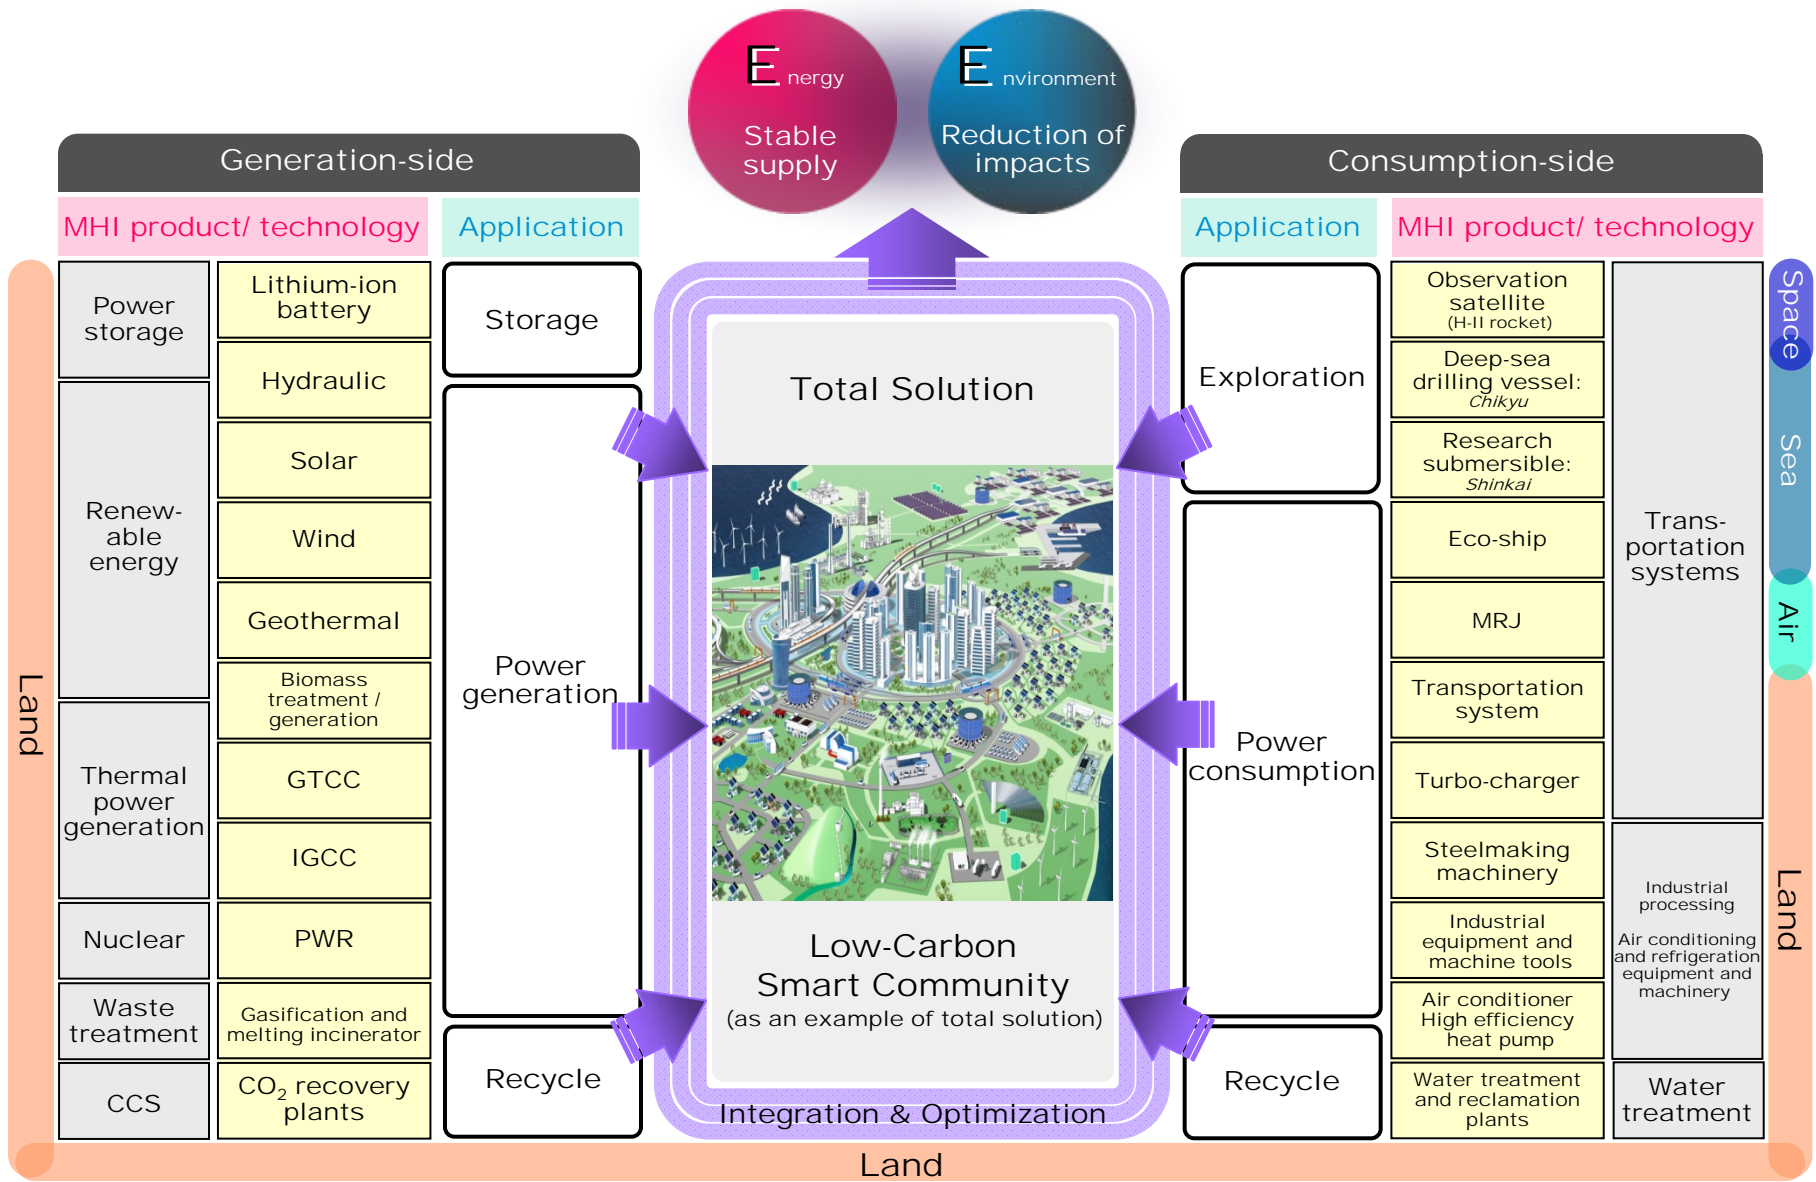 Energy
Stable
supply
Environment
Reduction of
impacts
Generation-side
MHI product/ technology
Application
Land
Power
storage
Renew-
able
energy
Thermal
power
generation
Nuclear
Waste
treatment
CCS
Lithium-ion
battery
Hydraulic
Solar
Wind
Geothermal
Biomass
treatment /
generation
GTCC
IGCC
PWR
Gasification and
melting incinerator
CO₂ recovery
plants
Storage
Power
generation
Recycle
Total Solution
Low-Carbon
Smart Community
(as an example of total solution)
Integration & Optimization
Consumption-side
Application
MHI product/ technology
Exploration
Power
consumption
Recycle
Observation
satellite
(H-II rocket)
Deep-sea
drilling vessel:
Chikyu
Research
submersible:
Shinkai
Eco-ship
MRJ
Transportation
system
Turbo-charger
Steelmaking
machinery
Industrial
equipment and
machine tools
Air conditioner
High efficiency
heat pump
Water treatment
and reclamation
plants
Trans-
portation
systems
Industrial
processing
Air conditioning
and refrigeration
equipment and
machinery
Water
treatment
Space
Sea
Air
Land
Land